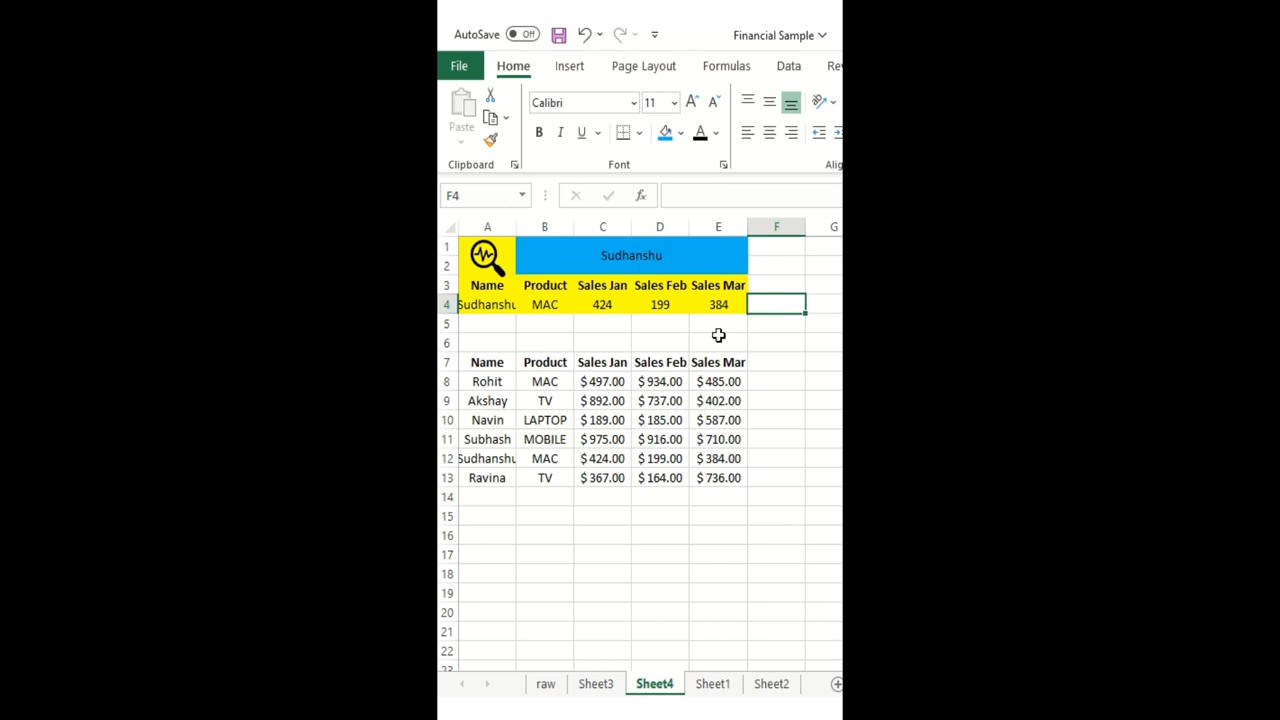 AutoSave Off Financial Sample
File Home Insert Page Layout Formulas Data Re
Calibri 11
Paste
B I U A
Clipboard Font Alig
F4 fx
A B C D E F G
1 Sudhanshu
2
3 Name Product Sales Jan Sales Feb Sales Mar
4 Sudhanshu MAC 424 199 384
5
6
7 Name Product Sales Jan Sales Feb Sales Mar
8 Rohit MAC $ 497.00 $ 934.00 $ 485.00
9 Akshay TV $ 892.00 $ 737.00 $ 402.00
10 Navin LAPTOP $ 189.00 $ 185.00 $ 587.00
11 Subhash MOBILE $ 975.00 $ 916.00 $ 710.00
12 Sudhanshu MAC $ 424.00 $ 199.00 $ 384.00
13 Ravina TV $ 367.00 $ 164.00 $ 736.00
14
15
16
17
18
19
20
21
22
23
raw Sheet3 Sheet4 Sheet1 Sheet2